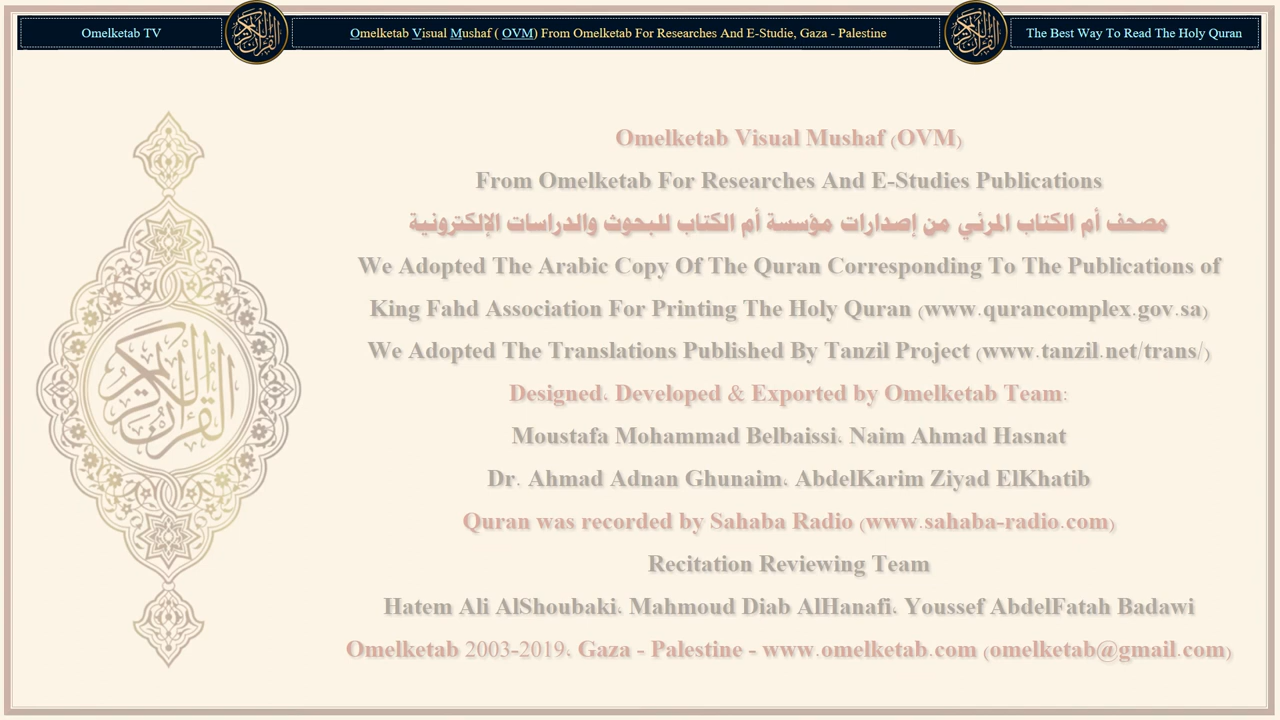 Omelketab TV
Omelketab Visual Mushaf ( OVM) From Omelketab For Researches And E-Studie, Gaza - Palestine
The Best Way To Read The Holy Quran
Omelketab Visual Mushaf (OVM)
From Omelketab For Researches And E-Studies Publications
مصحف أم الكتاب المرئي من إصدارات مؤسسة أم الكتاب للبحوث والدراسات الإلكترونية
We Adopted The Arabic Copy Of The Quran Corresponding To The Publications of
King Fahd Association For Printing The Holy Quran (www.qurancomplex.gov.sa)
We Adopted The Translations Published By Tanzil Project (www.tanzil.net/trans/)
Designed، Developed & Exported by Omelketab Team:
Moustafa Mohammad Belbaissi، Naim Ahmad Hasnat
Dr. Ahmad Adnan Ghunaim، AbdelKarim Ziyad ElKhatib
Quran was recorded by Sahaba Radio (www.sahaba-radio.com)
Recitation Reviewing Team
Hatem Ali AlShoubaki، Mahmoud Diab AlHanafi، Youssef AbdelFatah Badawi
Omelketab 2003-2019، Gaza - Palestine - www.omelketab.com (omelketab@gmail.com)
القرآن الكريم